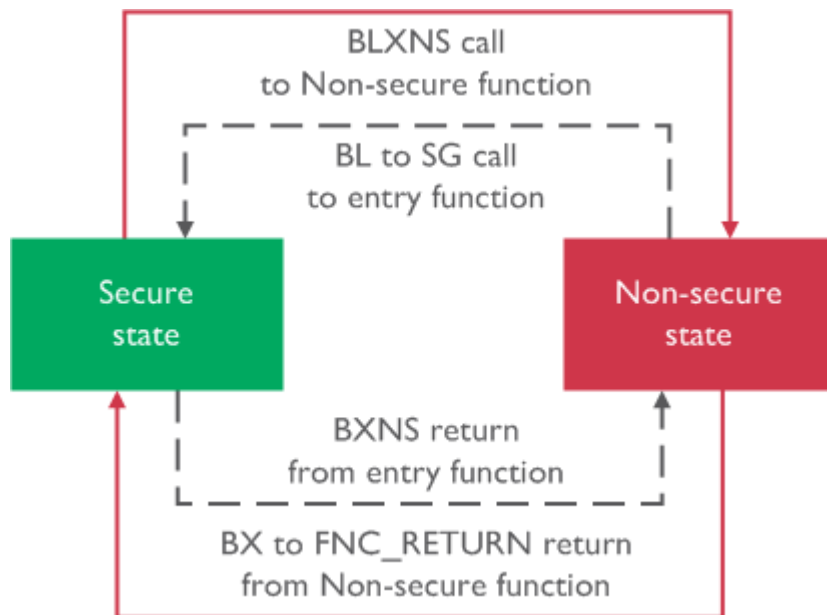 BLXNS call
to Non-secure function
BL to SG call
to entry function
Secure
state
Non-secure
state
BXNS return
from entry function
BX to FNC_RETURN return
from Non-secure function